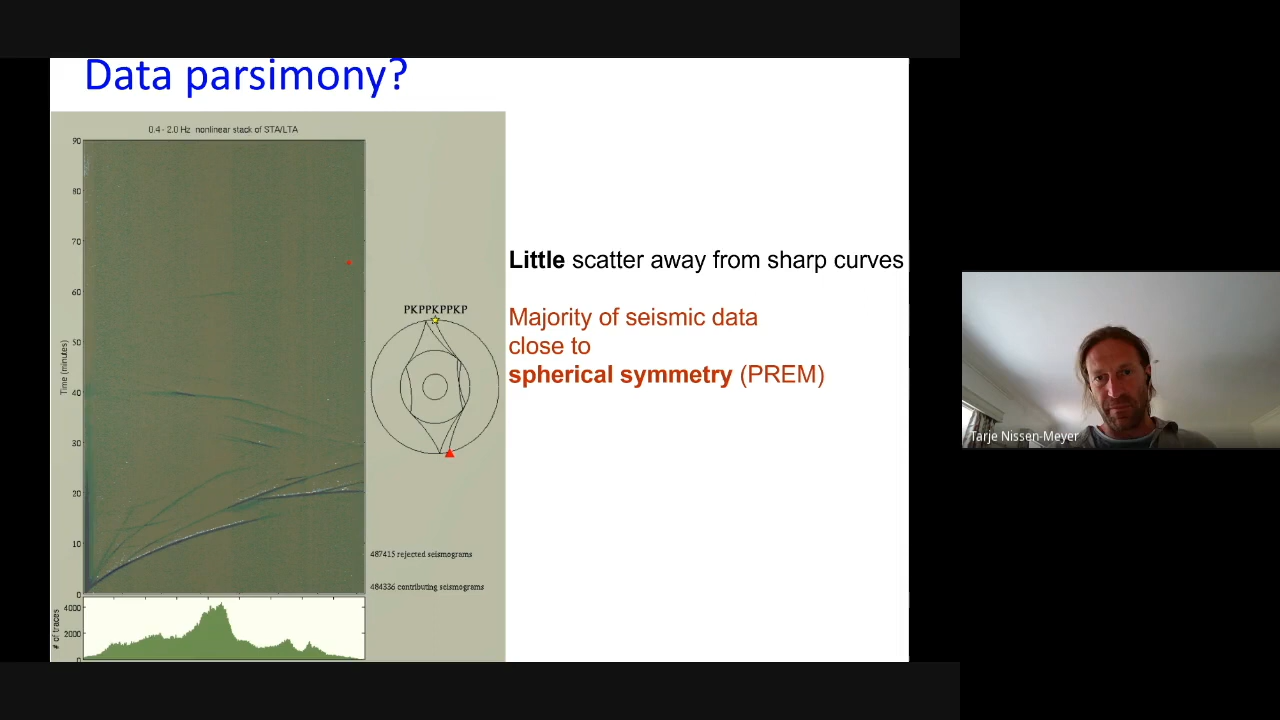 Data parsimony?
0.4-2.0 Hz nonlinear stack of STA/LTA
90
80
70
60
50
40
30
20
10
0
Time (minutes)
PKPPKPPKP
487415 rejected seismograms
484336 contributing seismograms
4000
2000
0
# of traces
Little scatter away from sharp curves
Majority of seismic data
close to
spherical symmetry (PREM)
Tarje Nissen-Meyer